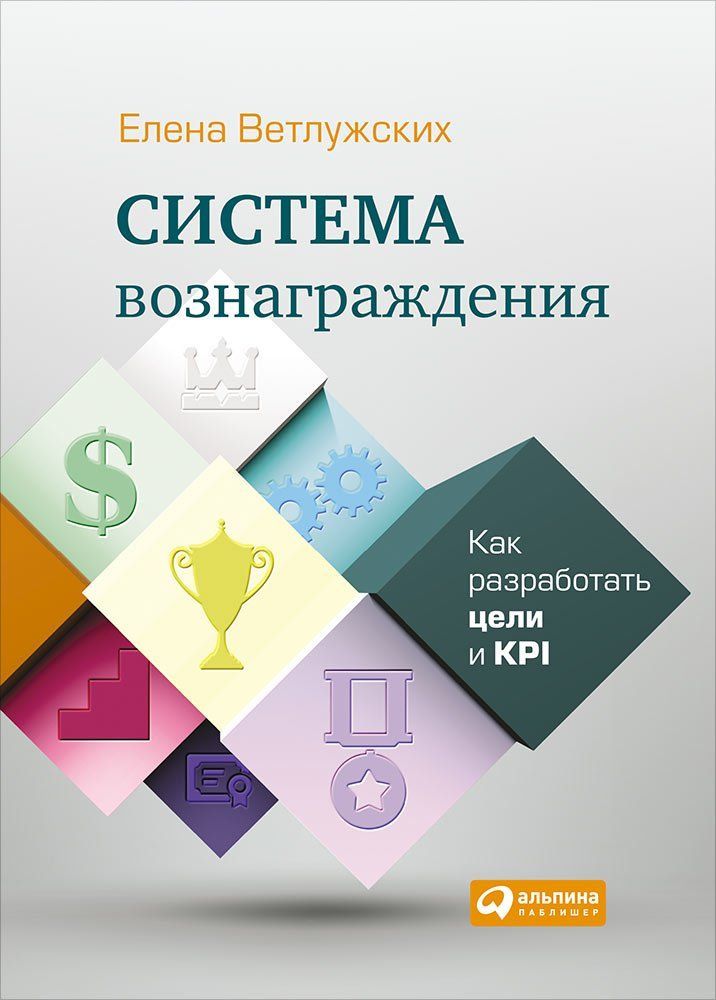 Елена Ветлужских
СИСТЕМА
вознаграждения
$
Как
разработать
цели
и KPI
альпина
ПАБЛИШЕР